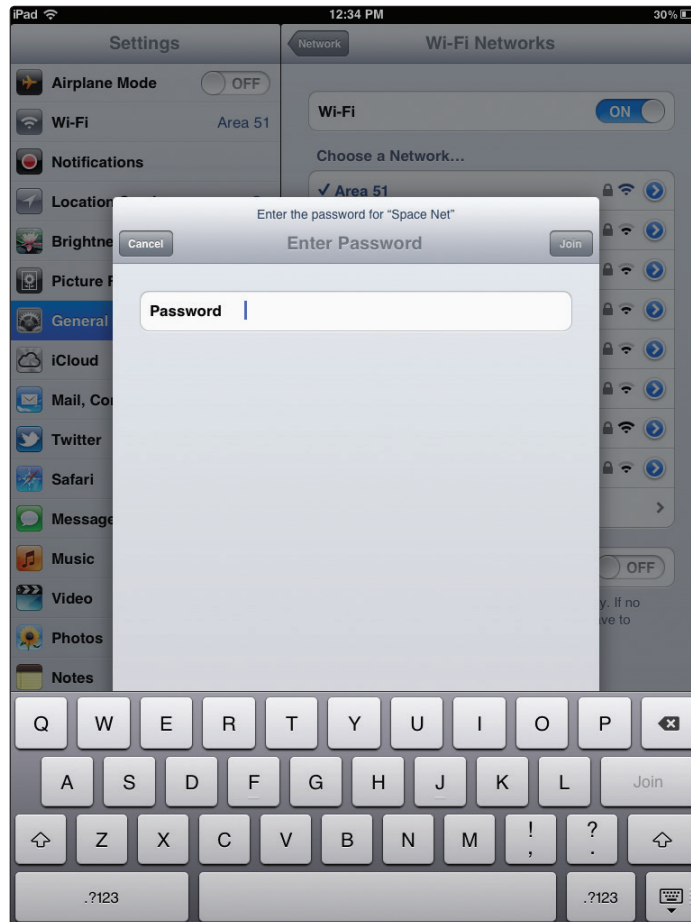 iPad 12:34 PM 30%
Settings
Network Wi-Fi Networks
Airplane Mode OFF
Wi-Fi Area 51
Notifications
Location
Brightne
Picture F
General
iCloud
Mail, Co
Twitter
Safari
Message
Music
Video
Photos
Notes
Wi-Fi ON
Choose a Network...
✓ Area 51
OFF
y. If no
ve to
Enter the password for “Space Net”
Cancel Enter Password Join
Password
Q W E R T Y U I O P
A S D F G H J K L Join
Z X C V B N M ! , ? .
.?123 .?123